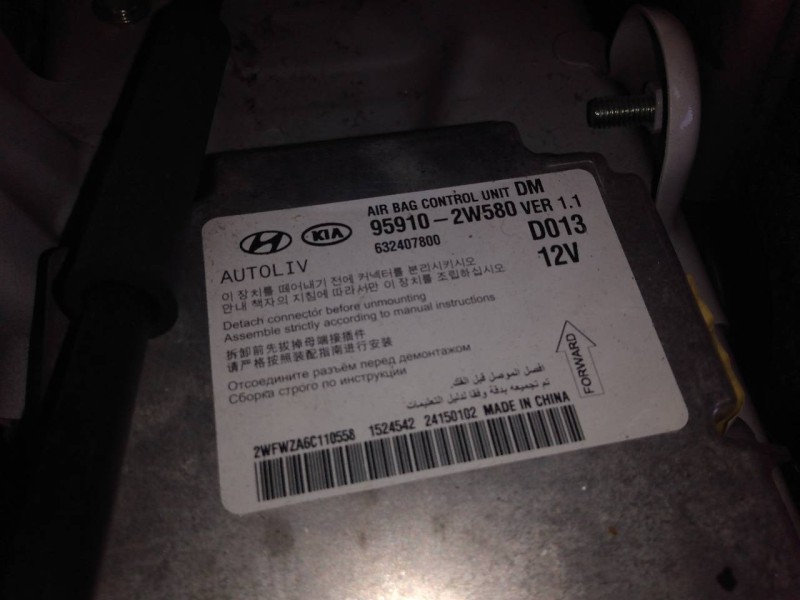 AIR BAG CONTROL UNIT DM
95910-2W580 VER 1.1
KIA
632407800
D013
AUTOLIV
12V
이 장치를 떼어내기 전에 커넥터를 분리시키시오
안내 책자의 지침에 따라서만 이 장치를 조립하십시오
Detach connector before unmounting
Assemble strictly according to manual instructions
拆卸前先拔掉母端接插件
请严格按照装配指南进行安装
Отсоедините разъём перед демонтажом
Сборка строго по инструкции
FORWARD
افصل الموصل قبل الفك.
تم تجميعه بدقة وفقا لدليل التعليمات
2WFWZA6C110558 1524542 24150102 MADE IN CHINA